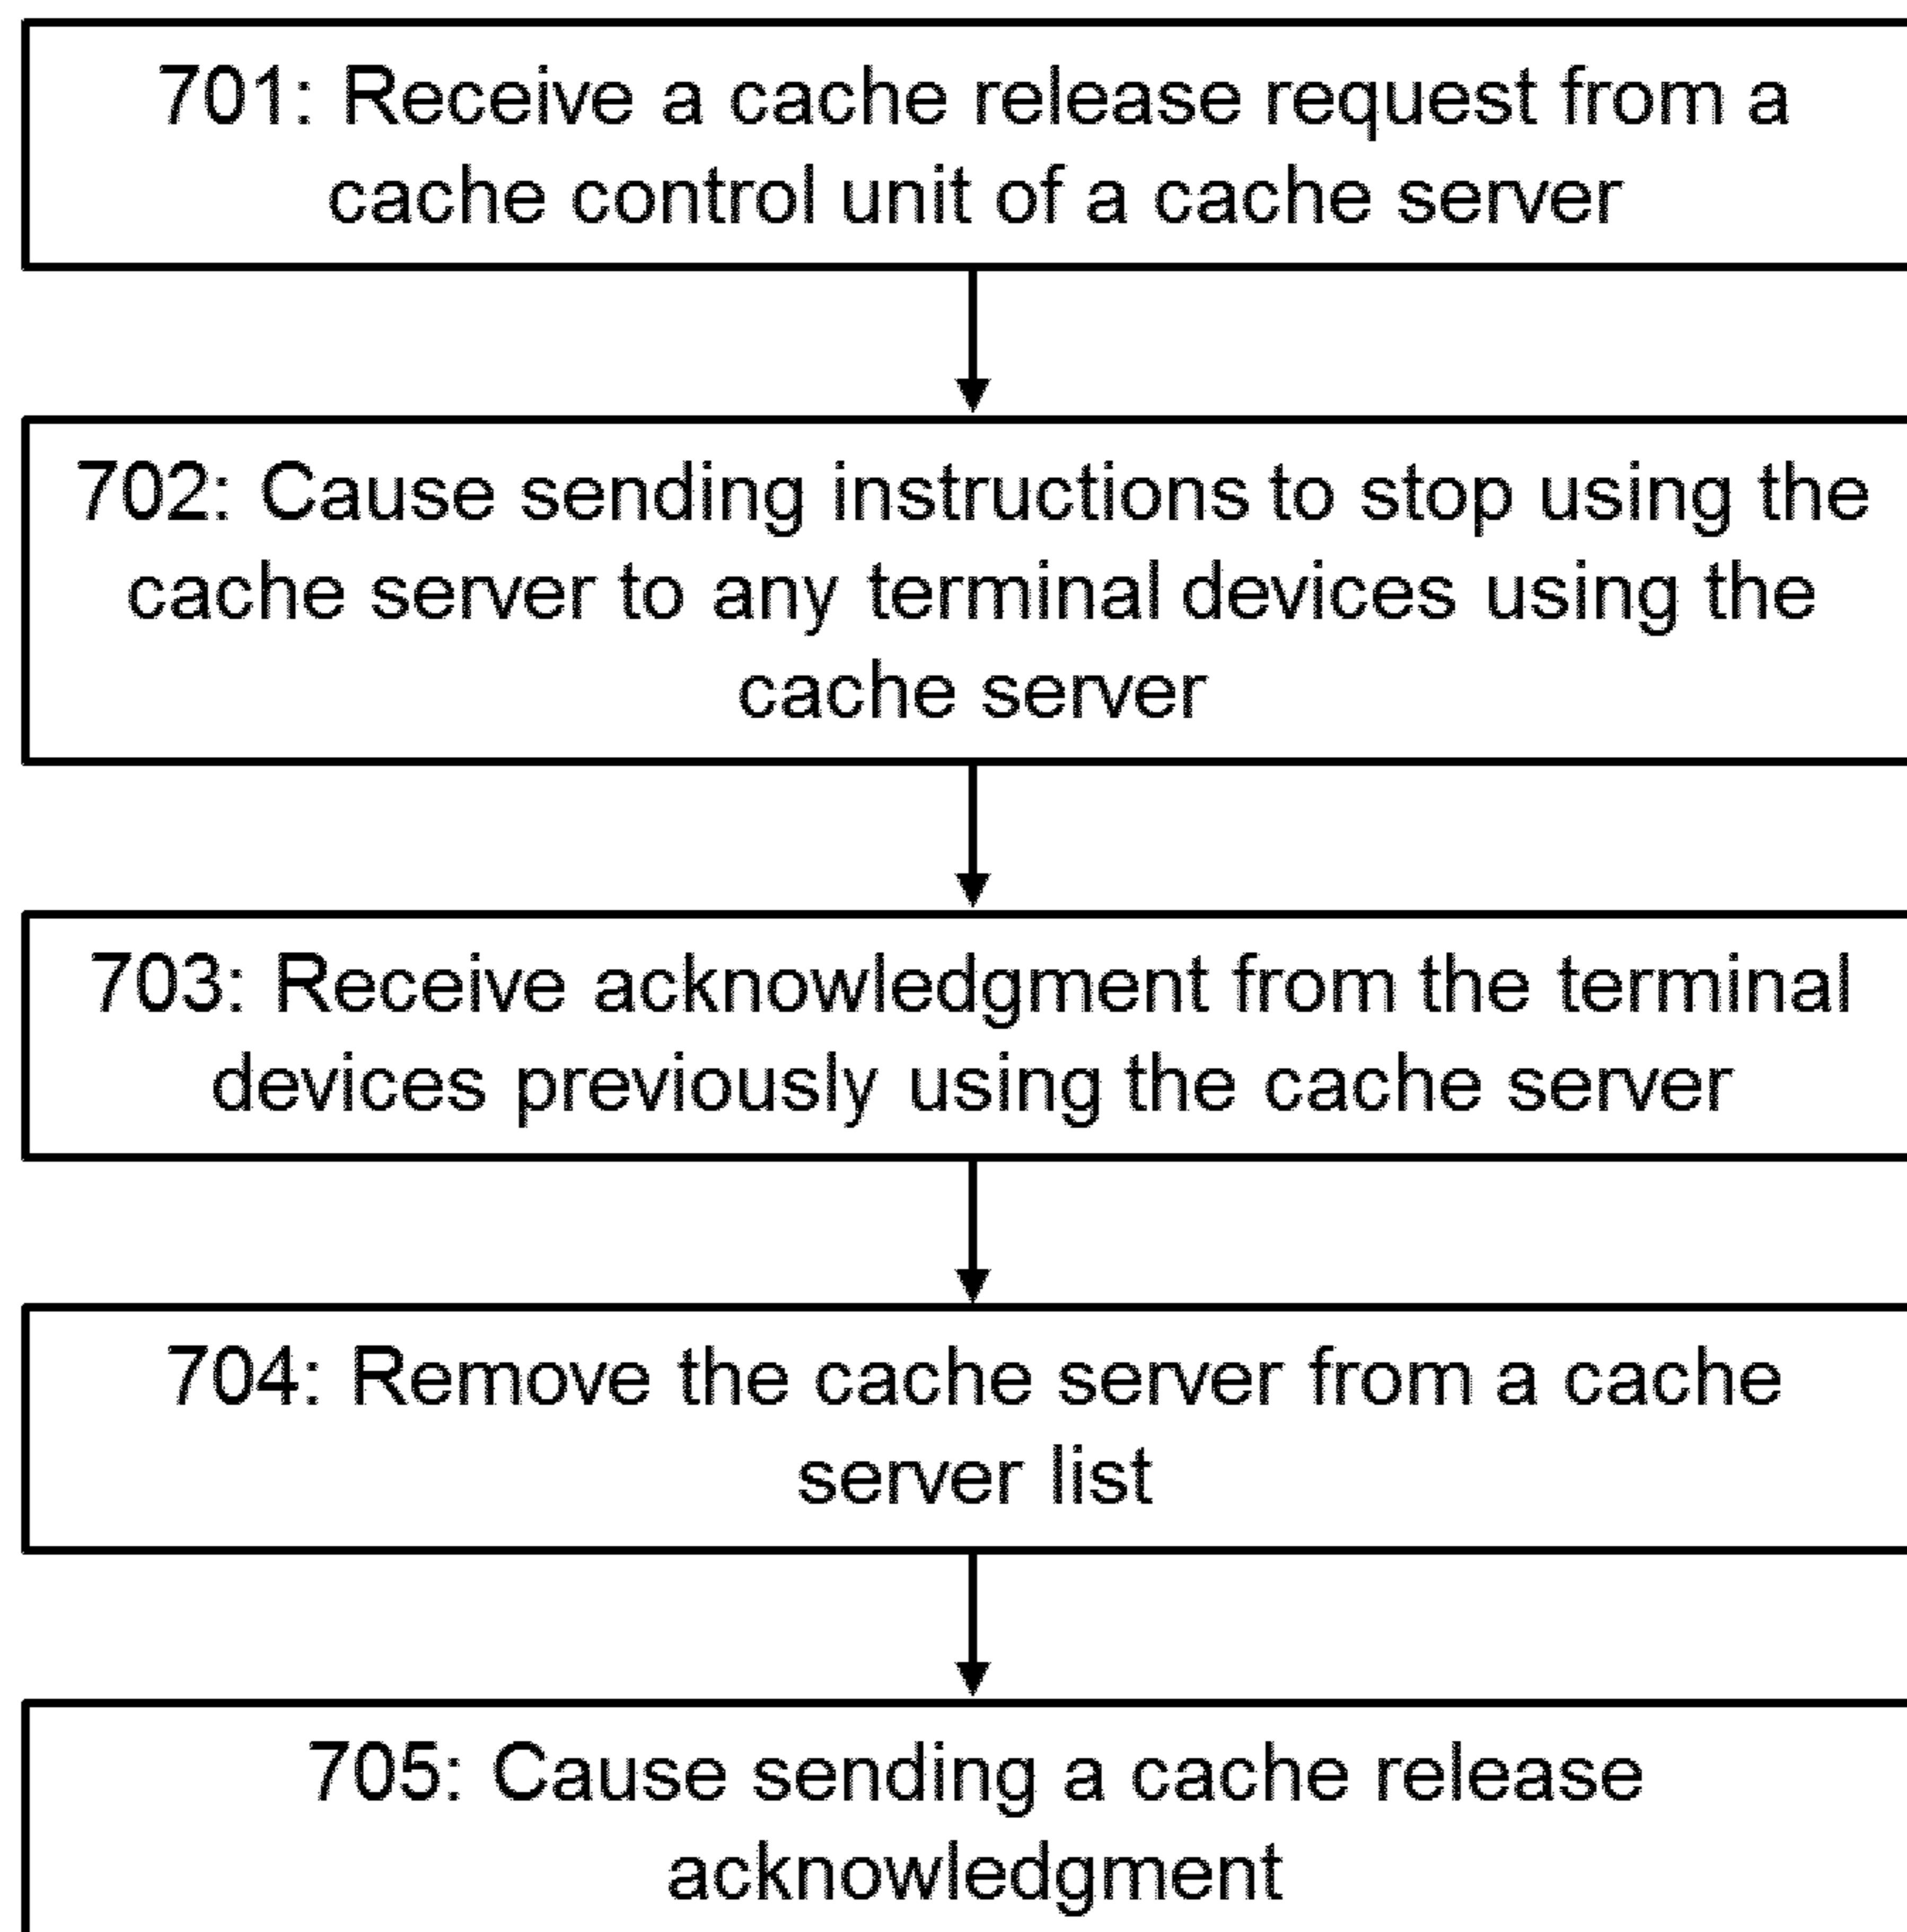 701: Receive a cache release request from a
cache control unit of a cache server
702: Cause sending instructions to stop using the
cache server to any terminal devices using the
cache server
703: Receive acknowledgment from the terminal
devices previously using the cache server
704: Remove the cache server from a cache
server list
705: Cause sending a cache release
acknowledgment